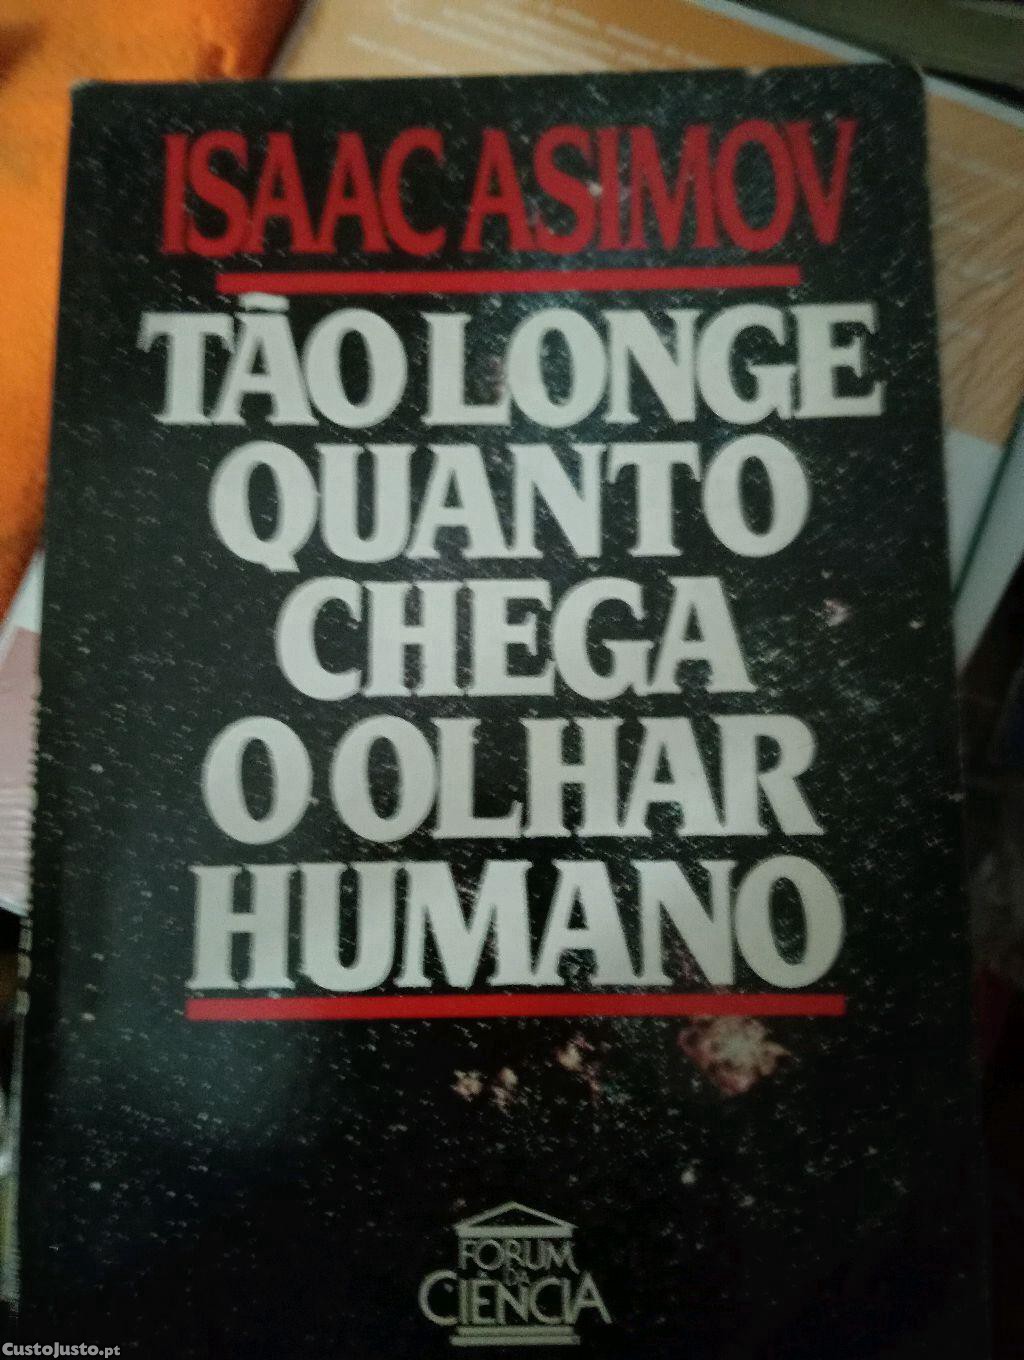 ISAAC ASIMOV
TÃO LONGE
QUANTO
CHEGA
O OLHAR
HUMANO
FORUM
DA
CIÊNCIA
CustoJusto.pt